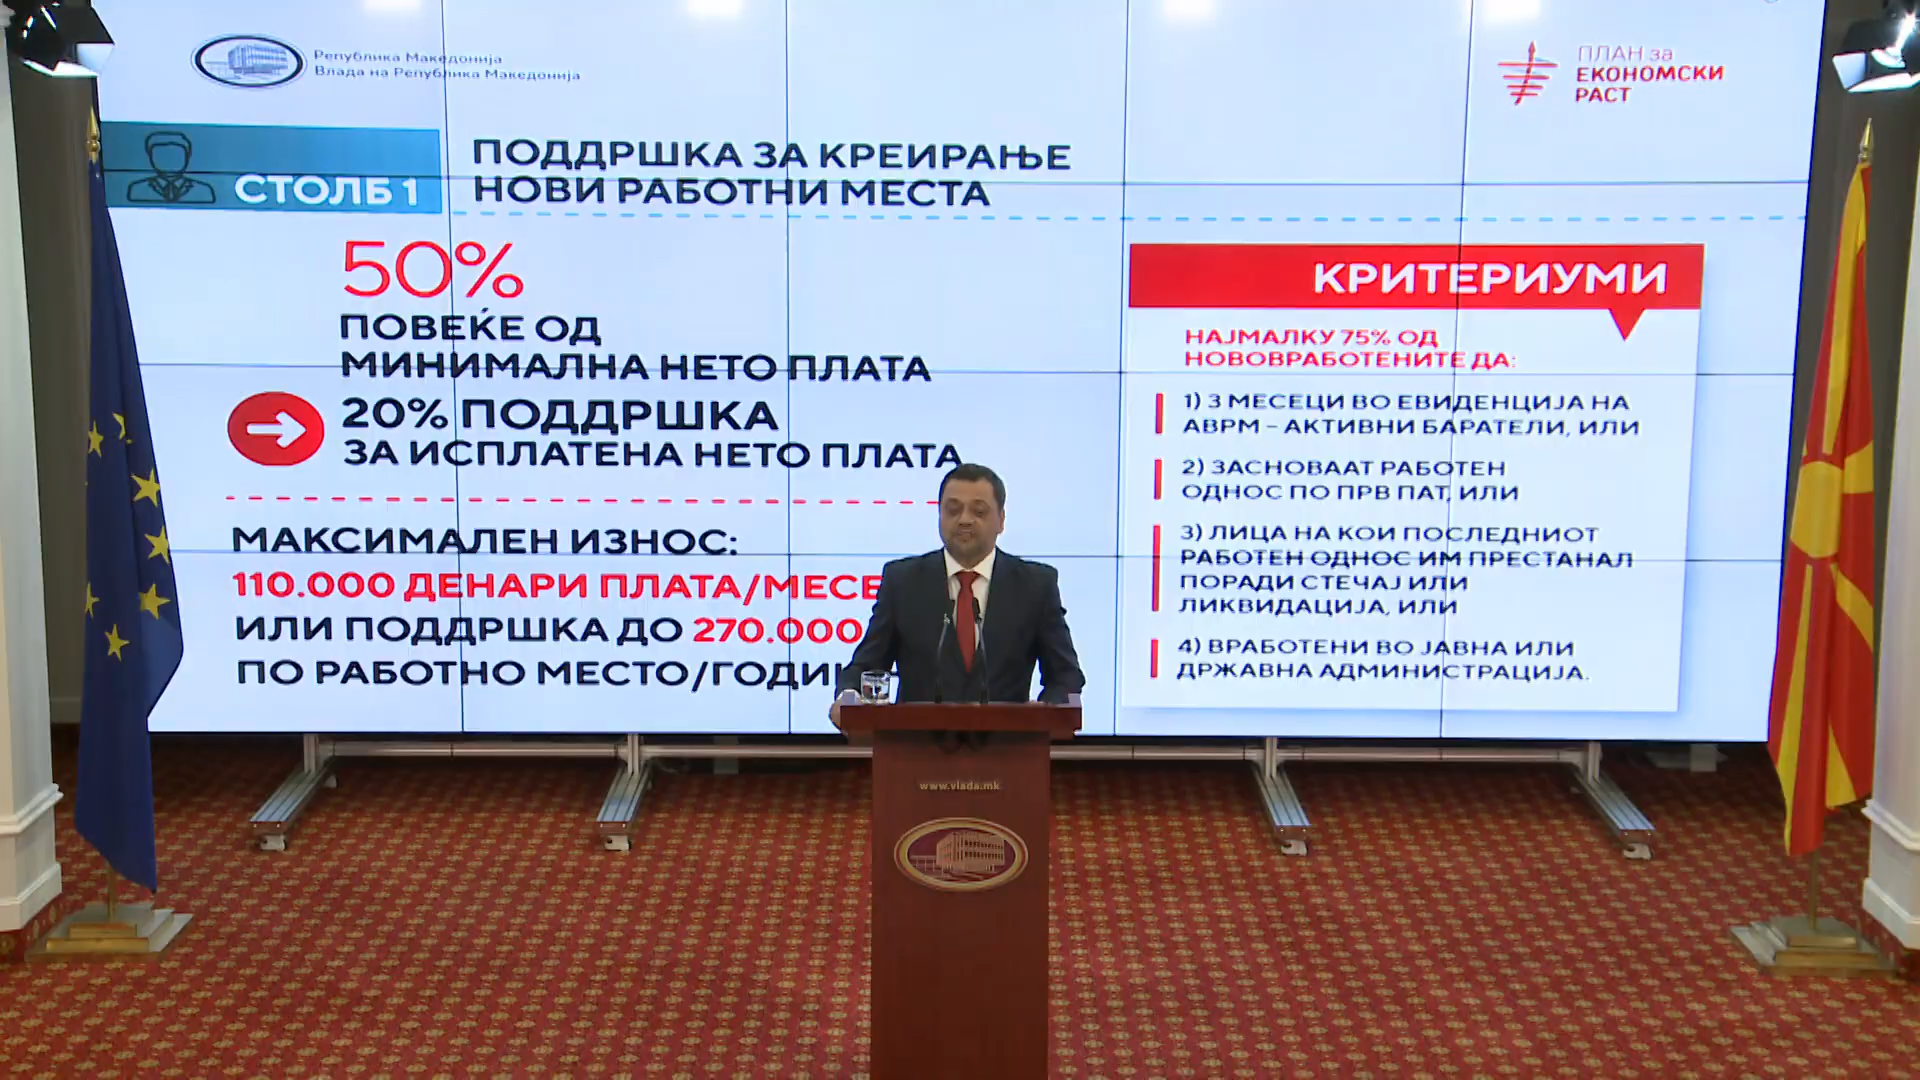 Република Македонија
Влада на Република Македонија
ПЛАН за
ЕКОНОМСКИ
РАСТ
СТОЛБ 1
ПОДДРШКА ЗА КРЕИРАЊЕ
НОВИ РАБОТНИ МЕСТА
50%
ПОВЕЌЕ ОД
МИНИМАЛНА НЕТО ПЛАТА
20% ПОДДРШКА
ЗА ИСПЛАТЕНА НЕТО ПЛАТА
МАКСИМАЛЕН ИЗНОС:
110.000 ДЕНАРИ ПЛАТА/
ИЛИ ПОДДРШКА ДО 270.000
ПО РАБОТНО МЕСТО/
КРИТЕРИУМИ
НАЈМАЛКУ 75% ОД
НОВОВРАБОТЕНИТЕ ДА:
1) 3 МЕСЕЦИ ВО ЕВИДЕНЦИЈА НА
АВРМ – АКТИВНИ БАРАТЕЛИ, ИЛИ
2) ЗАСНОВААТ РАБОТЕН
ОДНОС ПО ПРВ ПАТ, ИЛИ
3) ЛИЦА НА КОИ ПОСЛЕДНИОТ
РАБОТЕН ОДНОС ИМ ПРЕСТАНАЛ
ПОРАДИ СТЕЧАЈ ИЛИ
ЛИКВИДАЦИЈА, ИЛИ
4) ВРАБОТЕНИ ВО ЈАВНА ИЛИ
ДРЖАВНА АДМИНИСТРАЦИЈА.
www.vlada.mk